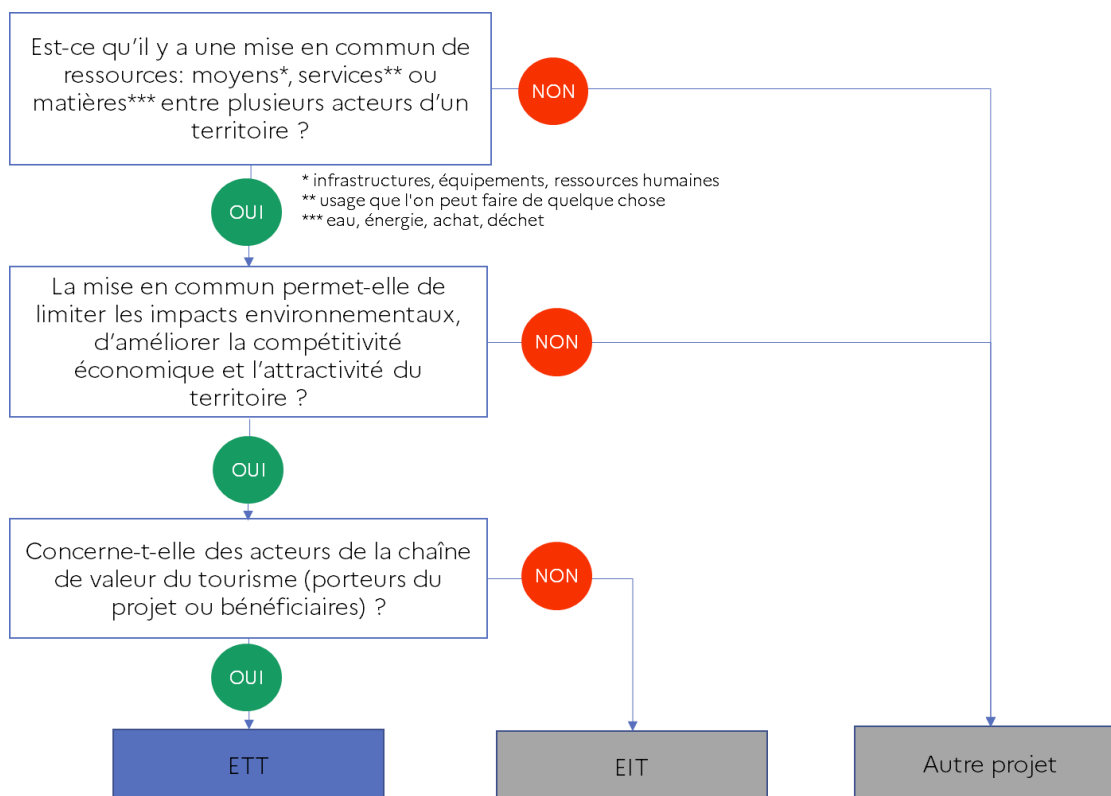 Est-ce qu’il y a une mise en commun de
ressources: moyens*, services** ou
matières*** entre plusieurs acteurs d’un
territoire ?
NON
* infrastructures, équipements, ressources humaines
** usage que l'on peut faire de quelque chose
*** eau, énergie, achat, déchet
OUI
La mise en commun permet-elle de
limiter les impacts environnementaux,
d’améliorer la compétitivité
économique et l’attractivité du
territoire ?
NON
OUI
Concerne-t-elle des acteurs de la chaîne
de valeur du tourisme (porteurs du
projet ou bénéficiaires) ?
NON
OUI
ETT
EIT
Autre projet